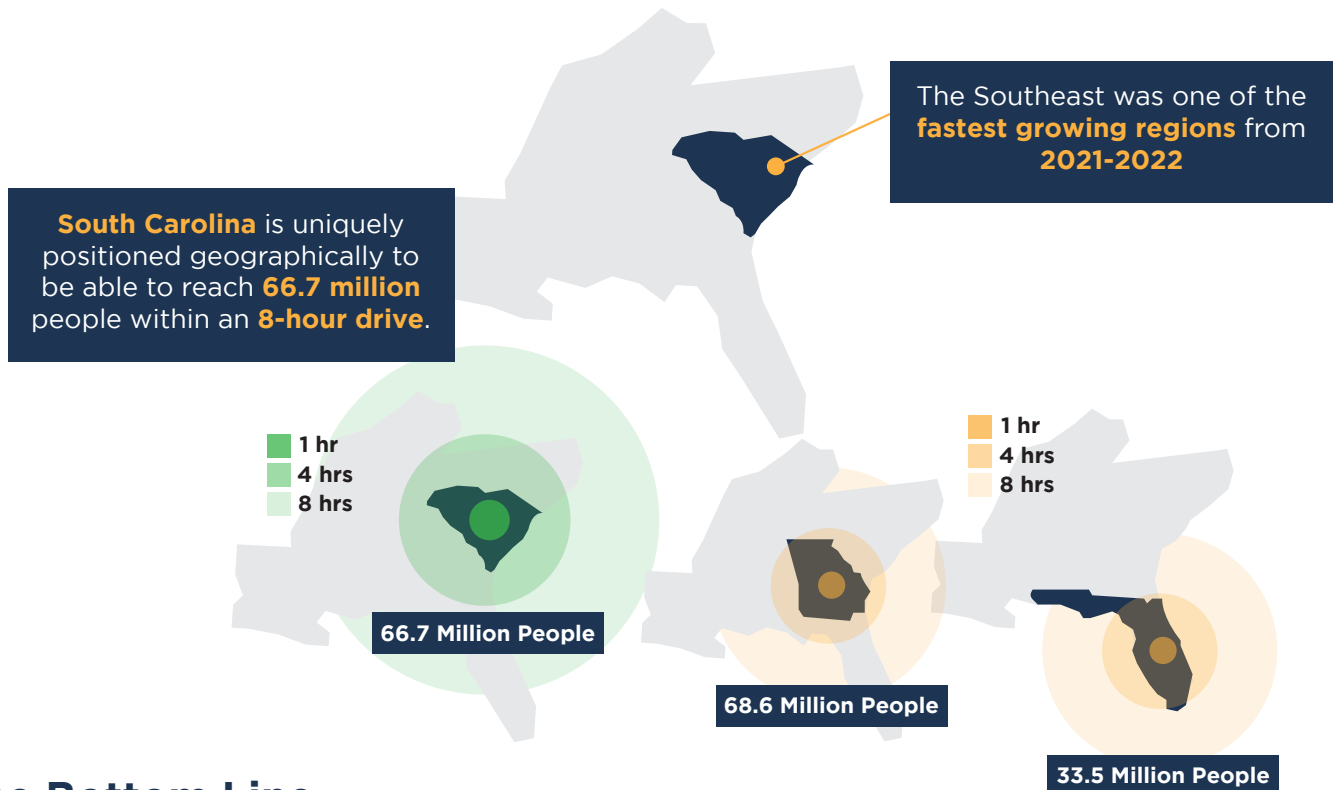 The Southeast was one of the
fastest growing regions from
2021-2022
South Carolina is uniquely
positioned geographically to
be able to reach 66.7 million
people within an 8-hour drive.
1 hr
4 hrs
8 hrs
66.7 Million People
68.6 Million People
1 hr
4 hrs
8 hrs
33.5 Million People
Bottom Line